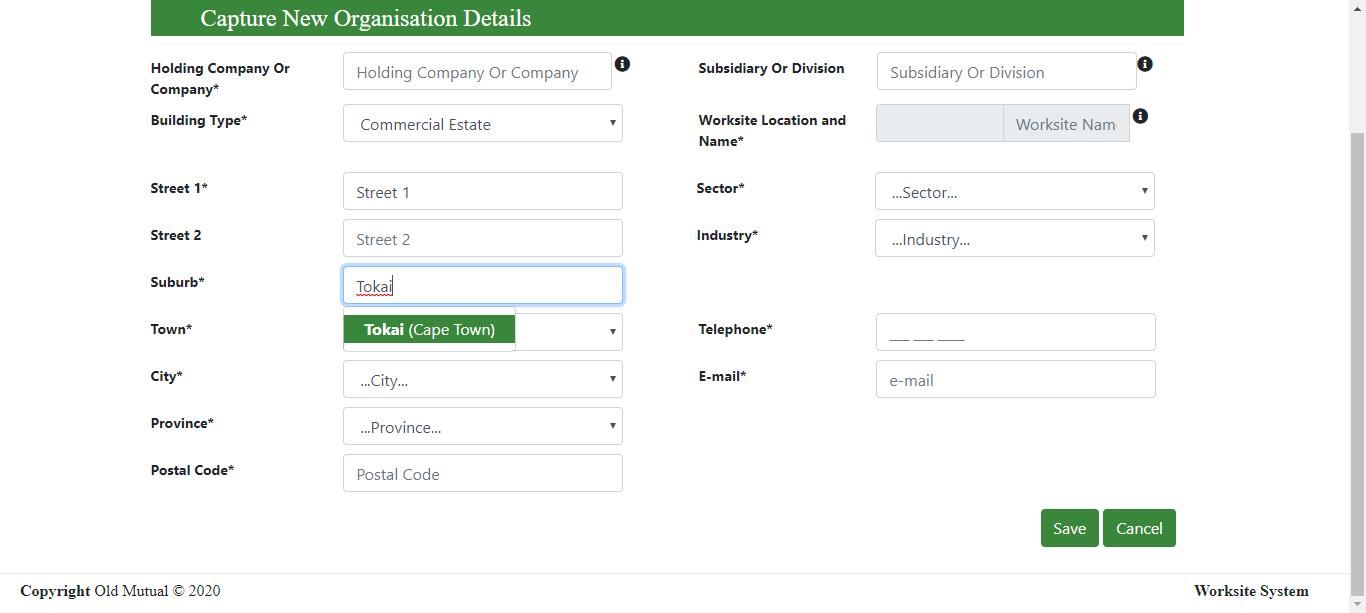 Capture New Organisation Details
Holding Company Or
Company*
Holding Company Or Company
Subsidiary Or Division
Subsidiary Or Division
Building Type*
Commercial Estate
Worksite Location and
Name*
Worksite Nam
Street 1*
Street 1
Sector*
...Sector...
Street 2
Street 2
Industry*
...Industry...
Suburb*
Tokai
Town*
Tokai (Cape Town)
Telephone*
___ ___ ____
City*
...City...
E-mail*
e-mail
Province*
...Province...
Postal Code*
Postal Code
Save
Cancel
Copyright Old Mutual © 2020
Worksite System